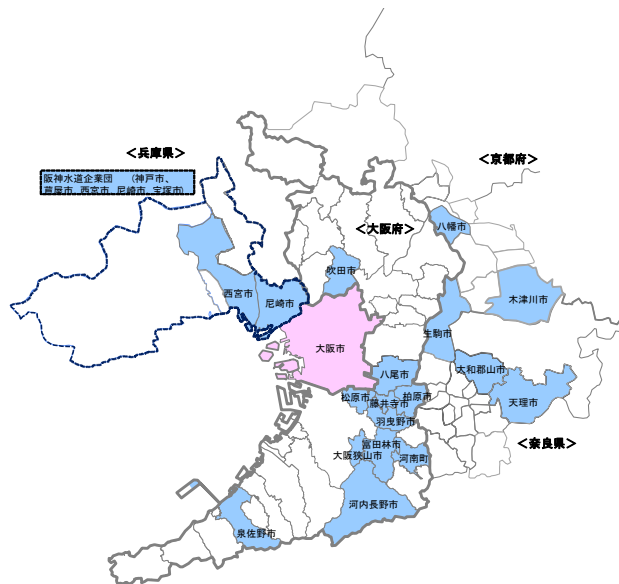 ＜兵庫県＞
阪神水道企業団　（神戸市、
芦屋市、西宮市、尼崎市、宝塚市）
＜京都府＞
＜大阪府＞
八幡市
吹田市
木津川市
西宮市
尼崎市
生駒市
大阪市
大和郡山市
八尾市
天理市
松原市
柏原市
藤井寺市
羽曳野市
＜奈良県＞
富田林市
大阪狭山市
河南町
河内長野市
泉佐野市